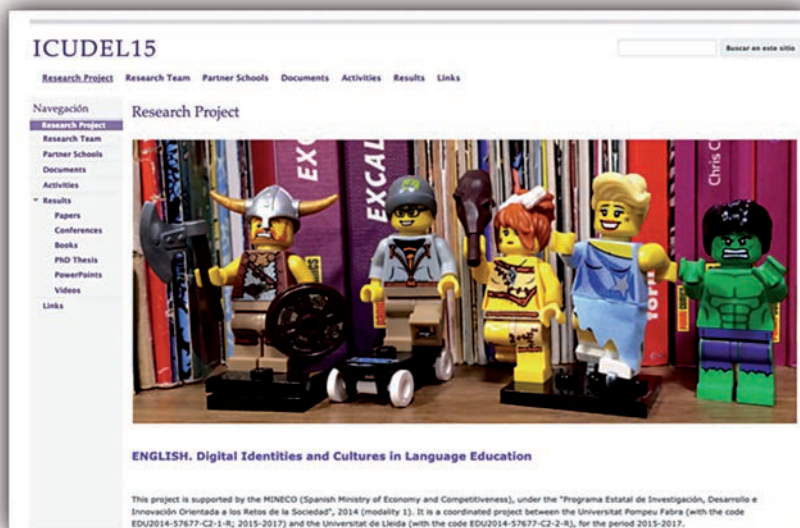 ICUDEL15
Buscar en este sitio
Research Project Research Team Partner Schools Documents Activities Results Links
Navegación
Research Project
Research Team
Partner Schools
Documents
Activities
Results
Papers
Conferences
Books
PhD Thesis
PowerPoints
Videos
Links
Research Project
EXC
EXCAL
Chris C
ENGLISH. Digital Identities and Cultures in Language Education
This project is supported by the MINECO (Spanish Ministry of Economy and Competitiveness), under the "Programa Estatal de Investigación, Desarrollo e
Innovación Orientada a los Retos de la Sociedad", 2014 (modality 1). It is a coordinated project between the Universitat Pompeu Fabra (with the code
EDU2014-57677-C2-1-R; 2015-2017) and the Universitat de Lleida (with the code EDU2014-57677-C2-2-R), for the period 2015-2017.